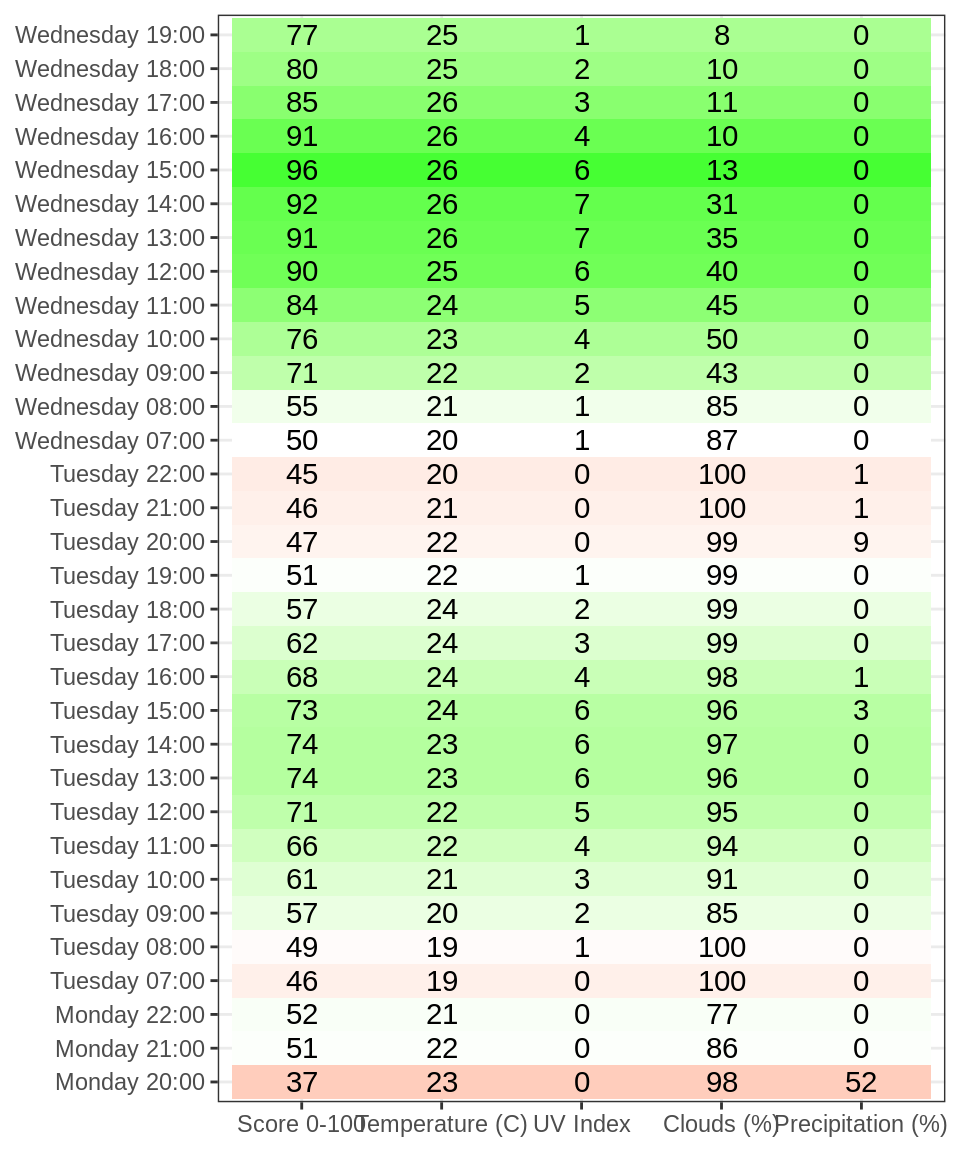 Wednesday 19:00 77 25 1 8 0
Wednesday 18:00 80 25 2 10 0
Wednesday 17:00 85 26 3 11 0
Wednesday 16:00 91 26 4 10 0
Wednesday 15:00 96 26 6 13 0
Wednesday 14:00 92 26 7 31 0
Wednesday 13:00 91 26 7 35 0
Wednesday 12:00 90 25 6 40 0
Wednesday 11:00 84 24 5 45 0
Wednesday 10:00 76 23 4 50 0
Wednesday 09:00 71 22 2 43 0
Wednesday 08:00 55 21 1 85 0
Wednesday 07:00 50 20 1 87 0
Tuesday 22:00 45 20 0 100 1
Tuesday 21:00 46 21 0 100 1
Tuesday 20:00 47 22 0 99 9
Tuesday 19:00 51 22 1 99 0
Tuesday 18:00 57 24 2 99 0
Tuesday 17:00 62 24 3 99 0
Tuesday 16:00 68 24 4 98 1
Tuesday 15:00 73 24 6 96 3
Tuesday 14:00 74 23 6 97 0
Tuesday 13:00 74 23 6 96 0
Tuesday 12:00 71 22 5 95 0
Tuesday 11:00 66 22 4 94 0
Tuesday 10:00 61 21 3 91 0
Tuesday 09:00 57 20 2 85 0
Tuesday 08:00 49 19 1 100 0
Tuesday 07:00 46 19 0 100 0
Monday 22:00 52 21 0 77 0
Monday 21:00 51 22 0 86 0
Monday 20:00 37 23 0 98 52
Score 0-100 Temperature (C) UV Index Clouds (%) Precipitation (%)